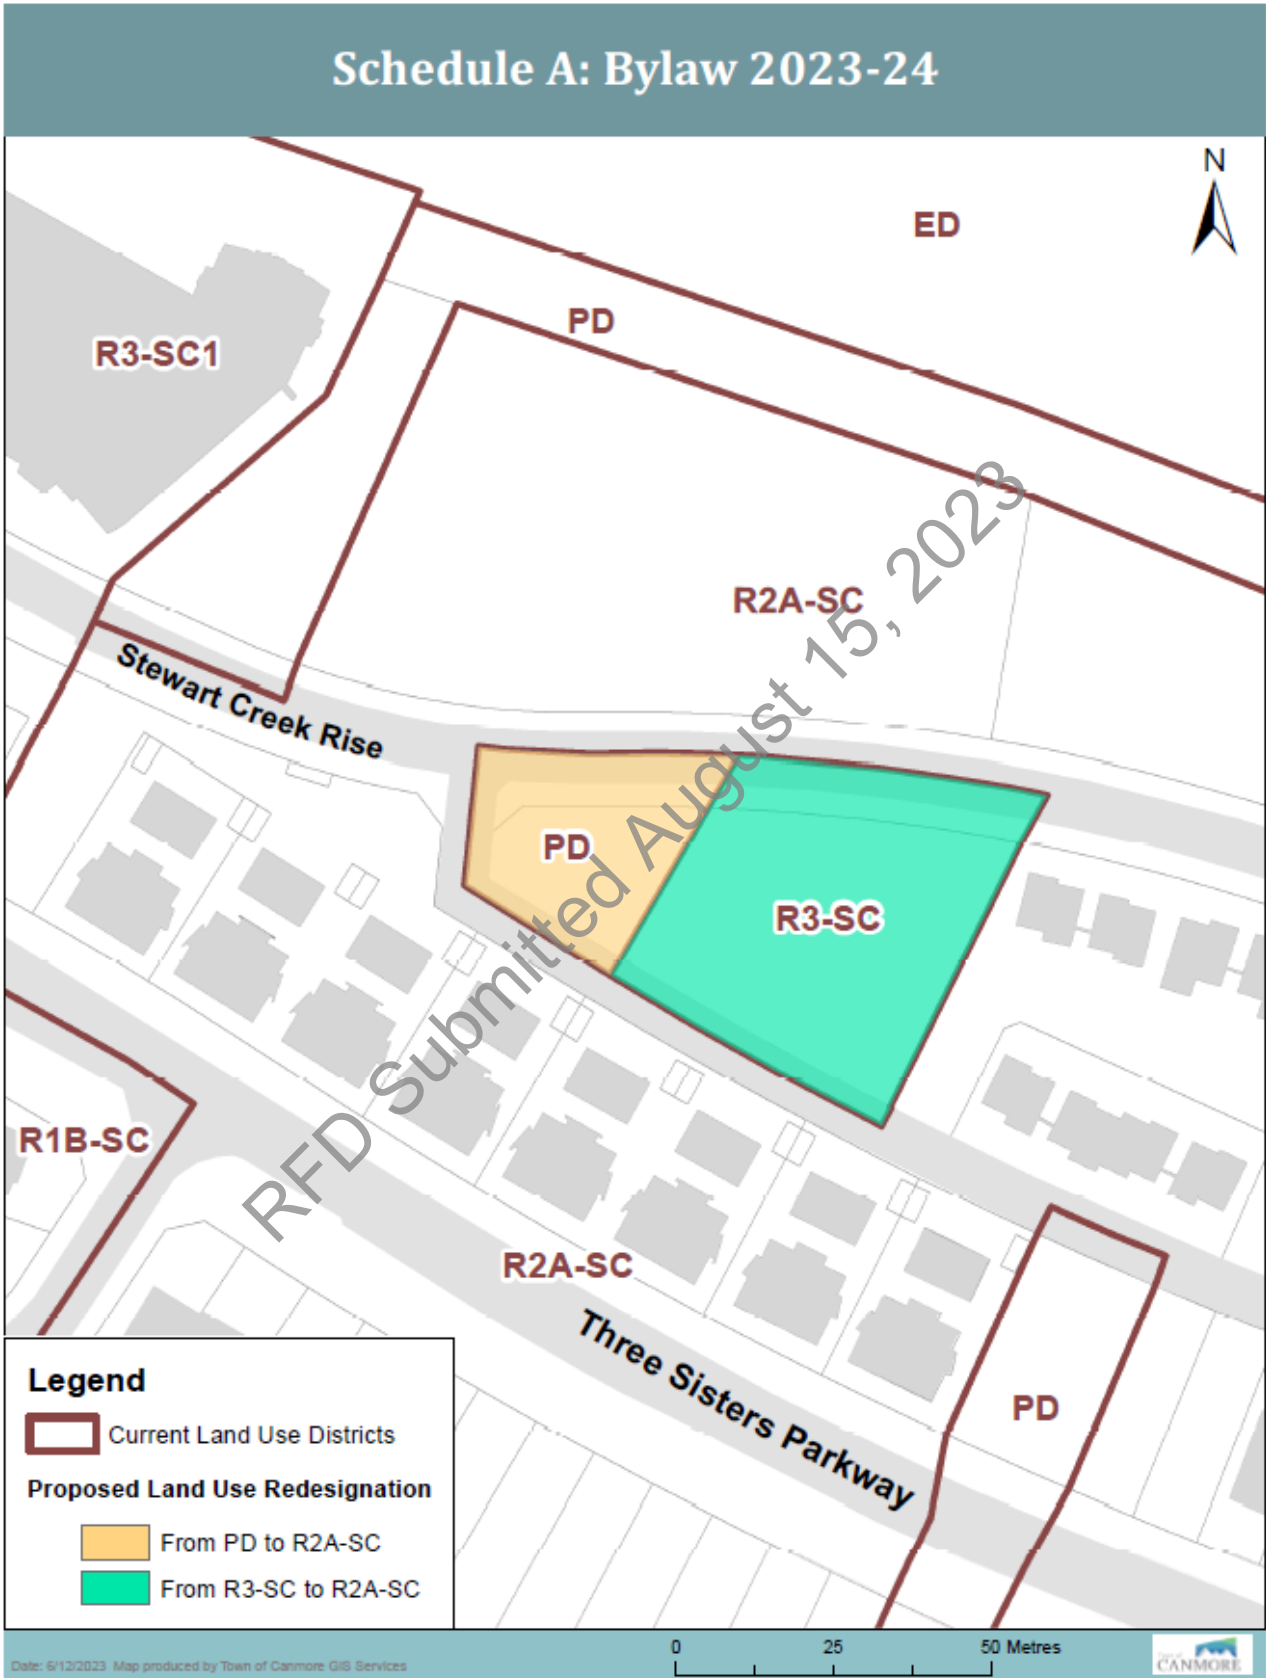 Schedule A: Bylaw 2023-24
N
ED
PD
R3-SC1
R2A-SC
Stewart Creek Rise
PD
R3-SC
RFD Submitted August 15, 2023
R1B-SC
R2A-SC
Three Sisters Parkway
PD
Legend
Current Land Use Districts
Proposed Land Use Redesignation
From PD to R2A-SC
From R3-SC to R2A-SC
0 25 50 Metres
Date: 6/12/2023 Map produced by Town of Canmore GIS Services
CANMORE